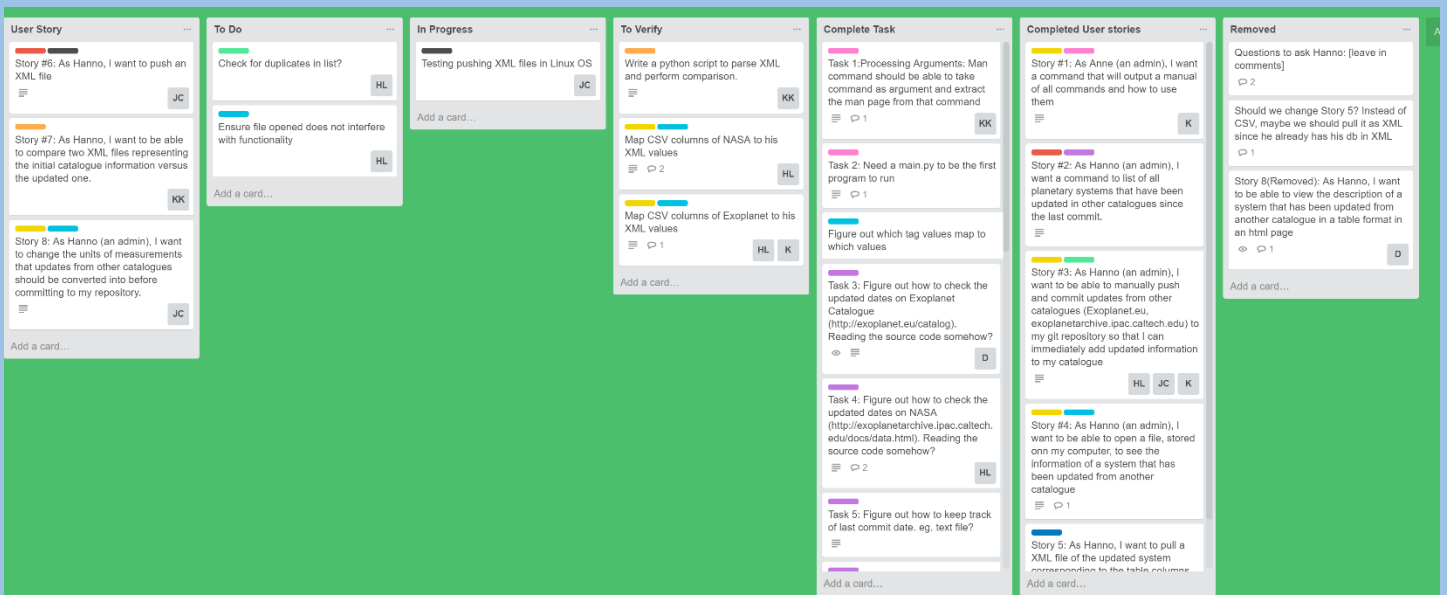 User Story
Story #6: As Hanno, I want to push an
XML file
JC
Story #7: As Hanno, I want to be able
to compare two XML files representing
the initial catalogue information versus
the updated one.
KK
Story 8: As Hanno (an admin), I want
to change the units of measurements
that updates from other catalogues
should be converted into before
committing to my repository.
JC
Add a card...
To Do
Check for duplicates in list?
HL
Ensure file opened does not interfere
with functionality
HL
Add a card...
In Progress
Testing pushing XML files in Linux OS
JC
Add a card...
To Verify
Write a python script to parse XML
and perform comparison.
KK
Map CSV columns of NASA to his
XML values
2
HL
Map CSV columns of Exoplanet to his
XML values
1
HL K
Add a card...
Complete Task
Task 1:Processing Arguments: Man
command should be able to take
command as argument and extract
the man page from that command
1
KK
Task 2: Need a main.py to be the first
program to run
1
Figure out which tag values map to
which values
Task 3: Figure out how to check the
updated dates on Exoplanet
Catalogue
(http://exoplanet.eu/catalog).
Reading the source code somehow?
D
Task 4: Figure out how to check the
updated dates on NASA
(http://exoplanetarchive.ipac.caltech.
edu/docs/data.html). Reading the
source code somehow?
2
HL
Task 5: Figure out how to keep track
of last commit date. eg. text file?
Add a card...
Completed User stories
Story #1: As Anne (an admin), I want
a command that will output a manual
of all commands and how to use
them
K
Story #2: As Hanno (an admin), I
want a command to list of all
planetary systems that have been
updated in other catalogues since
the last commit.
Story #3: As Hanno (an admin), I
want to be able to manually push
and commit updates from other
catalogues (Exoplanet.eu,
exoplanetarchive.ipac.caltech.edu) to
my git repository so that I can
immediately add updated information
to my catalogue
HL JC K
Story #4: As Hanno (an admin), I
want to be able to open a file, stored
onn my computer, to see the
information of a system that has
been updated from another
catalogue
1
Story 5: As Hanno, I want to pull a
XML file of the updated system
corresponding to the table columns
Add a card...
Removed
Questions to ask Hanno: [leave in
comments]
2
Should we change Story 5? Instead of
CSV, maybe we should pull it as XML
since he already has his db in XML
1
Story 8(Removed): As Hanno, I want
to be able to view the description of a
system that has been updated from
another catalogue in a table format in
an html page
1
D
Add a card...
A